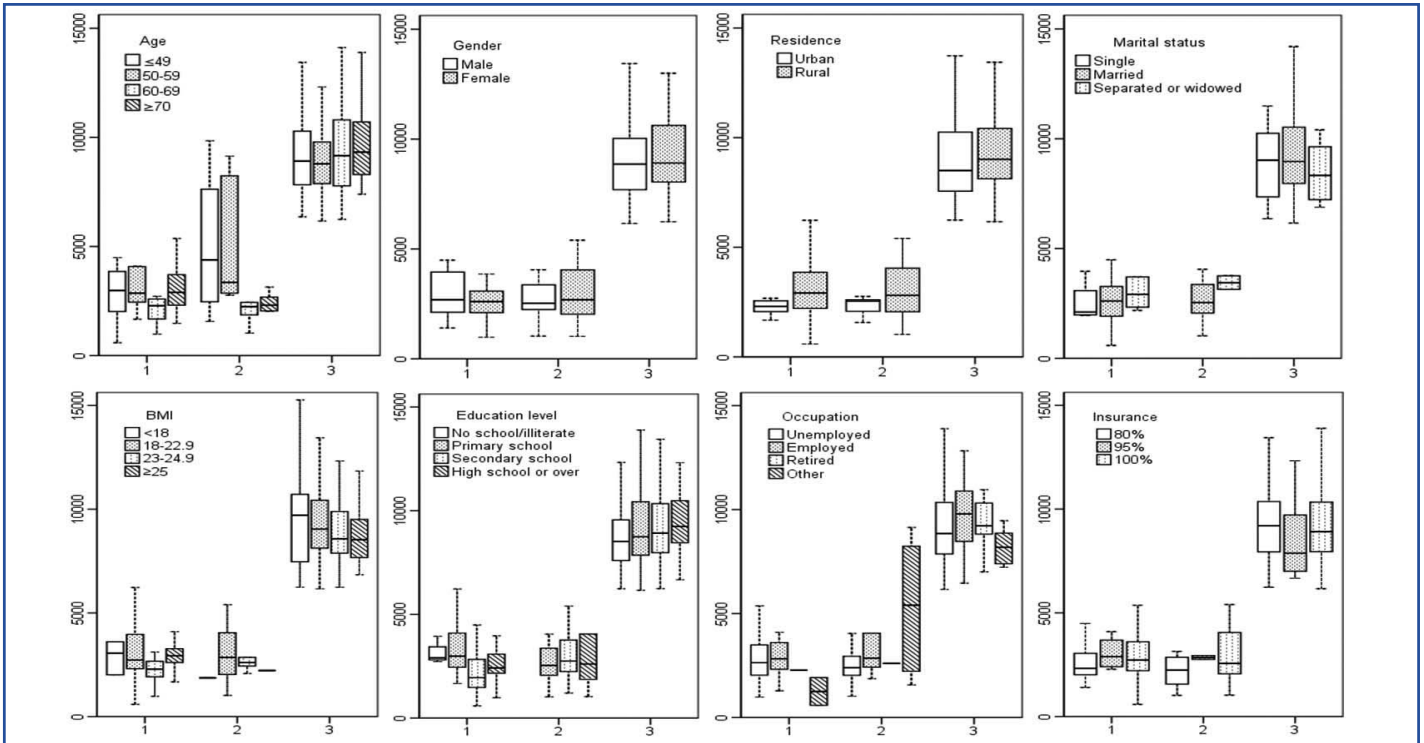 Age
≤49
50-59
60-69
≥70
0
5000
10000
15000
1 2 3
Gender
Male
Female
0
5000
10000
15000
1 2 3
Residence
Urban
Rural
0
5000
10000
15000
1 2 3
Marital status
Single
Married
Separated or widowed
0
5000
10000
15000
1 2 3
BMI
<18
18-22.9
23-24.9
≥25
0
5000
10000
15000
1 2 3
Education level
No school/illiterate
Primary school
Secondary school
High school or over
0
5000
10000
15000
1 2 3
Occupation
Unemployed
Employed
Retired
Other
0
5000
10000
15000
1 2 3
Insurance
80%
95%
100%
0
5000
10000
15000
1 2 3